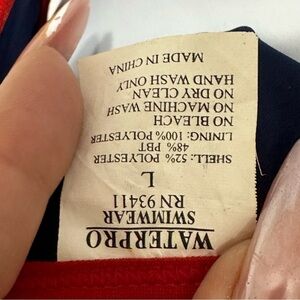 WATERPRO
SWIMWEAR
RN 93411
L
SHELL: 52% POLYESTER
48% PBT
LINING: 100% POLYESTER
NO BLEACH
NO MACHINE WASH
NO DRY CLEAN
HAND WASH ONLY
MADE IN CHINA